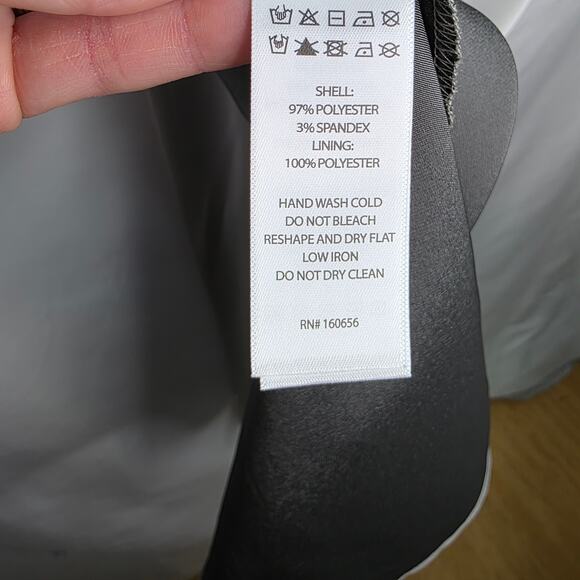 SHELL:
97% POLYESTER
3% SPANDEX
LINING:
100% POLYESTER
HAND WASH COLD
DO NOT BLEACH
RESHAPE AND DRY FLAT
LOW IRON
DO NOT DRY CLEAN
RN# 160656